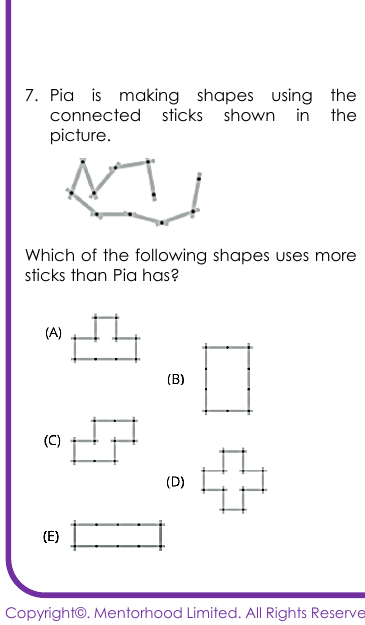 7. Pia is making shapes using the
connected sticks shown in the
picture.
Which of the following shapes uses more
sticks than Pia has?
(A)
(B)
(C)
(D)
(E)
Copyright©. Mentorhood Limited. All Rights Reserve